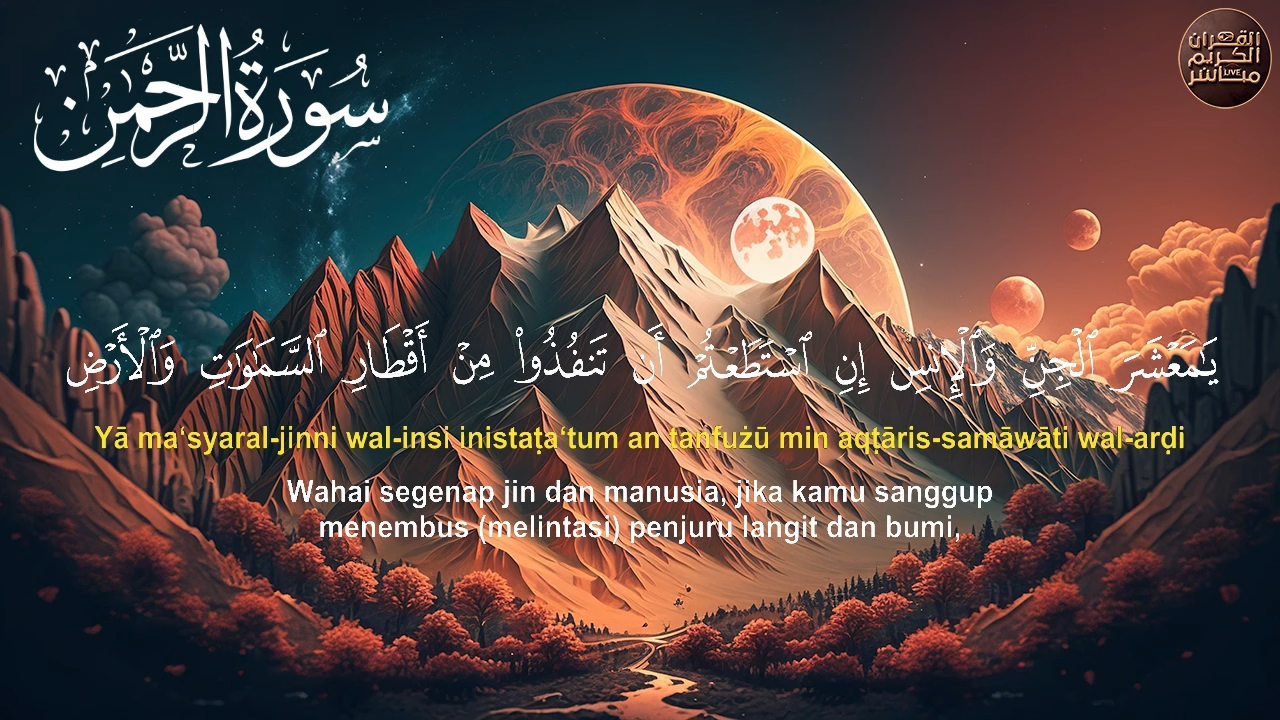 سُورَةُ الرَّحْمَٰنِ
القرآن
الكريم
مباشر
LIVE
يَٰمَعْشَرَ ٱلْجِنِّ وَٱلْإِنسِ إِنِ ٱسْتَطَعْتُمْ أَن تَنفُذُوا۟ مِنْ أَقْطَارِ ٱلسَّمَٰوَٰتِ وَٱلْأَرْضِ
Yā ma‘syaral-jinni wal-insi inistaṭa‘tum an tanfużū min aqṭāris-samāwāti wal-arḍi
Wahai segenap jin dan manusia, jika kamu sanggup
menembus (melintasi) penjuru langit dan bumi,